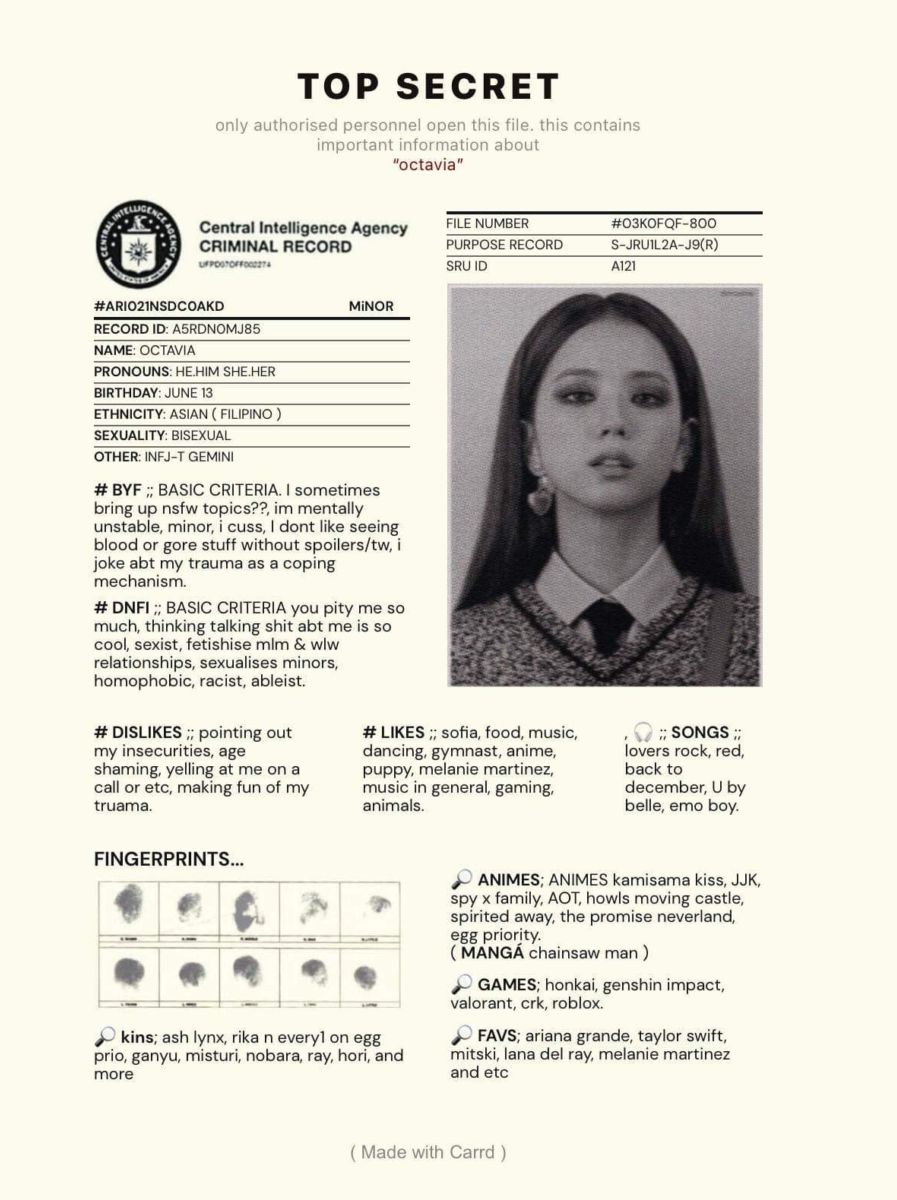 TOP SECRET
only authorised personnel open this file. this contains
important information about
“octavia”
CENTRAL INTELLIGENCE AGENCY
Central Intelligence Agency
CRIMINAL RECORD
UFPD07OFF002274
#ARI021NSDC0AKD MiNOR
RECORD ID: A5RDN0MJ85
NAME: OCTAVIA
PRONOUNS: HE.HIM SHE.HER
BIRTHDAY: JUNE 13
ETHNICITY: ASIAN ( FILIPINO )
SEXUALITY: BISEXUAL
OTHER: INFJ-T GEMINI
FILE NUMBER #03K0FQF-800
PURPOSE RECORD S-JRU1L2A-J9(R)
SRU ID A121
# BYF ;; BASIC CRITERIA. I sometimes
bring up nsfw topics??, im mentally
unstable, minor, i cuss, I dont like seeing
blood or gore stuff without spoilers/tw, i
joke abt my trauma as a coping
mechanism.
# DNFI ;; BASIC CRITERIA you pity me so
much, thinking talking shit abt me is so
cool, sexist, fetishise mlm & wlw
relationships, sexualises minors,
homophobic, racist, ableist.
# DISLIKES ;; pointing out
my insecurities, age
shaming, yelling at me on a
call or etc, making fun of my
truama.
# LIKES ;; sofia, food, music,
dancing, gymnast, anime,
puppy, melanie martinez,
music in general, gaming,
animals.
, 🎧 ;; SONGS ;;
lovers rock, red,
back to
december, U by
belle, emo boy.
FINGERPRINTS...
🔎 kins; ash lynx, rika n every1 on egg
prio, ganyu, misturi, nobara, ray, hori, and
more
🔎 ANIMES; ANIMES kamisama kiss, JJK,
spy x family, AOT, howls moving castle,
spirited away, the promise neverland,
egg priority.
( MANGÁ chainsaw man )
🔎 GAMES; honkai, genshin impact,
valorant, crk, roblox.
🔎 FAVS; ariana grande, taylor swift,
mitski, lana del ray, melanie martinez
and etc
( Made with Carrd )